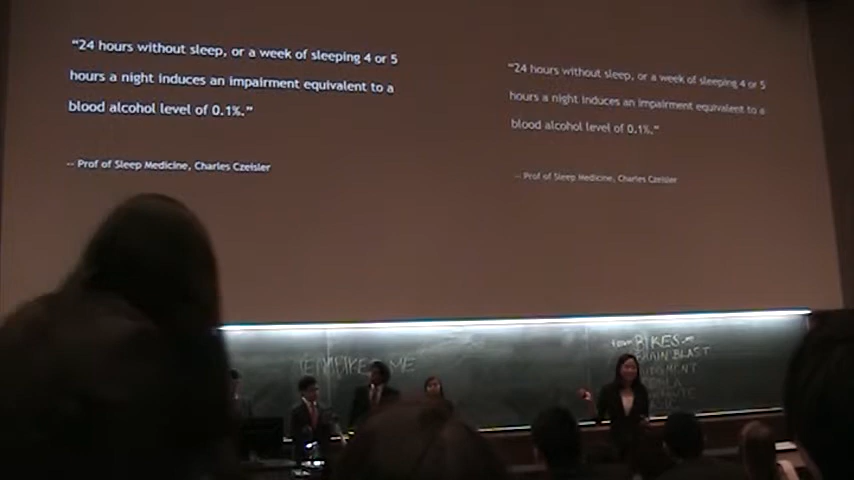 "24 hours without sleep, or a week of sleeping 4 or 5
hours a night induces an impairment equivalent to a
blood alcohol level of 0.1%."
-- Prof of Sleep Medicine, Charles Czeisler
"24 hours without sleep, or a week of sleeping 4 or 5
hours a night induces an impairment equivalent to a
blood alcohol level of 0.1%."
-- Prof of Sleep Medicine, Charles Czeisler
ME
BIKES
BLAST